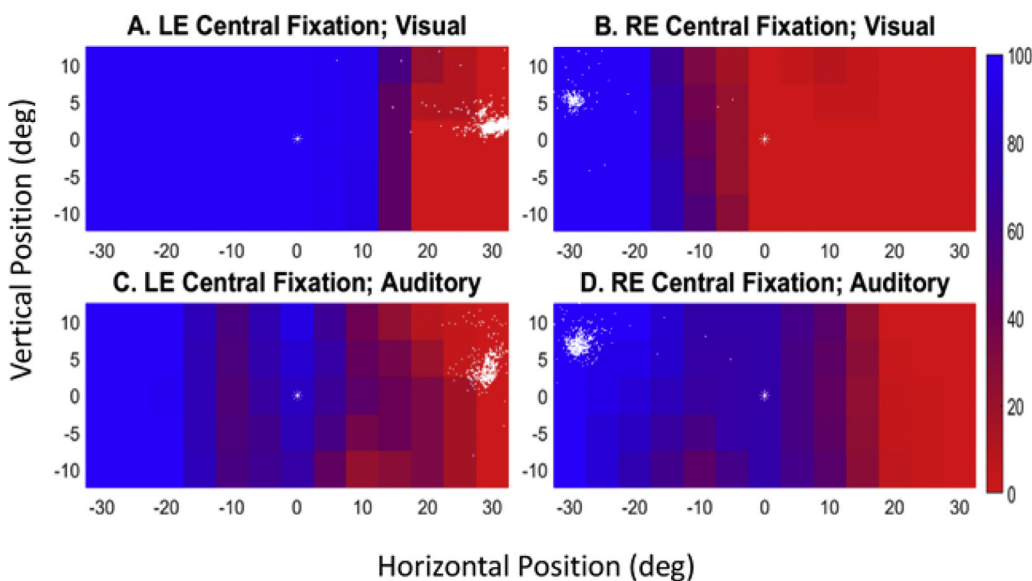 A. LE Central Fixation; Visual
B. RE Central Fixation; Visual
10
5
0
-5
-10
-30 -20 -10 0 10 20 30
10
5
0
-5
-10
-30 -20 -10 0 10 20 30
C. LE Central Fixation; Auditory
D. RE Central Fixation; Auditory
10
5
0
-5
-10
-30 -20 -10 0 10 20 30
10
5
0
-5
-10
-30 -20 -10 0 10 20 30
100
80
60
40
20
0
Vertical Position (deg)
Horizontal Position (deg)